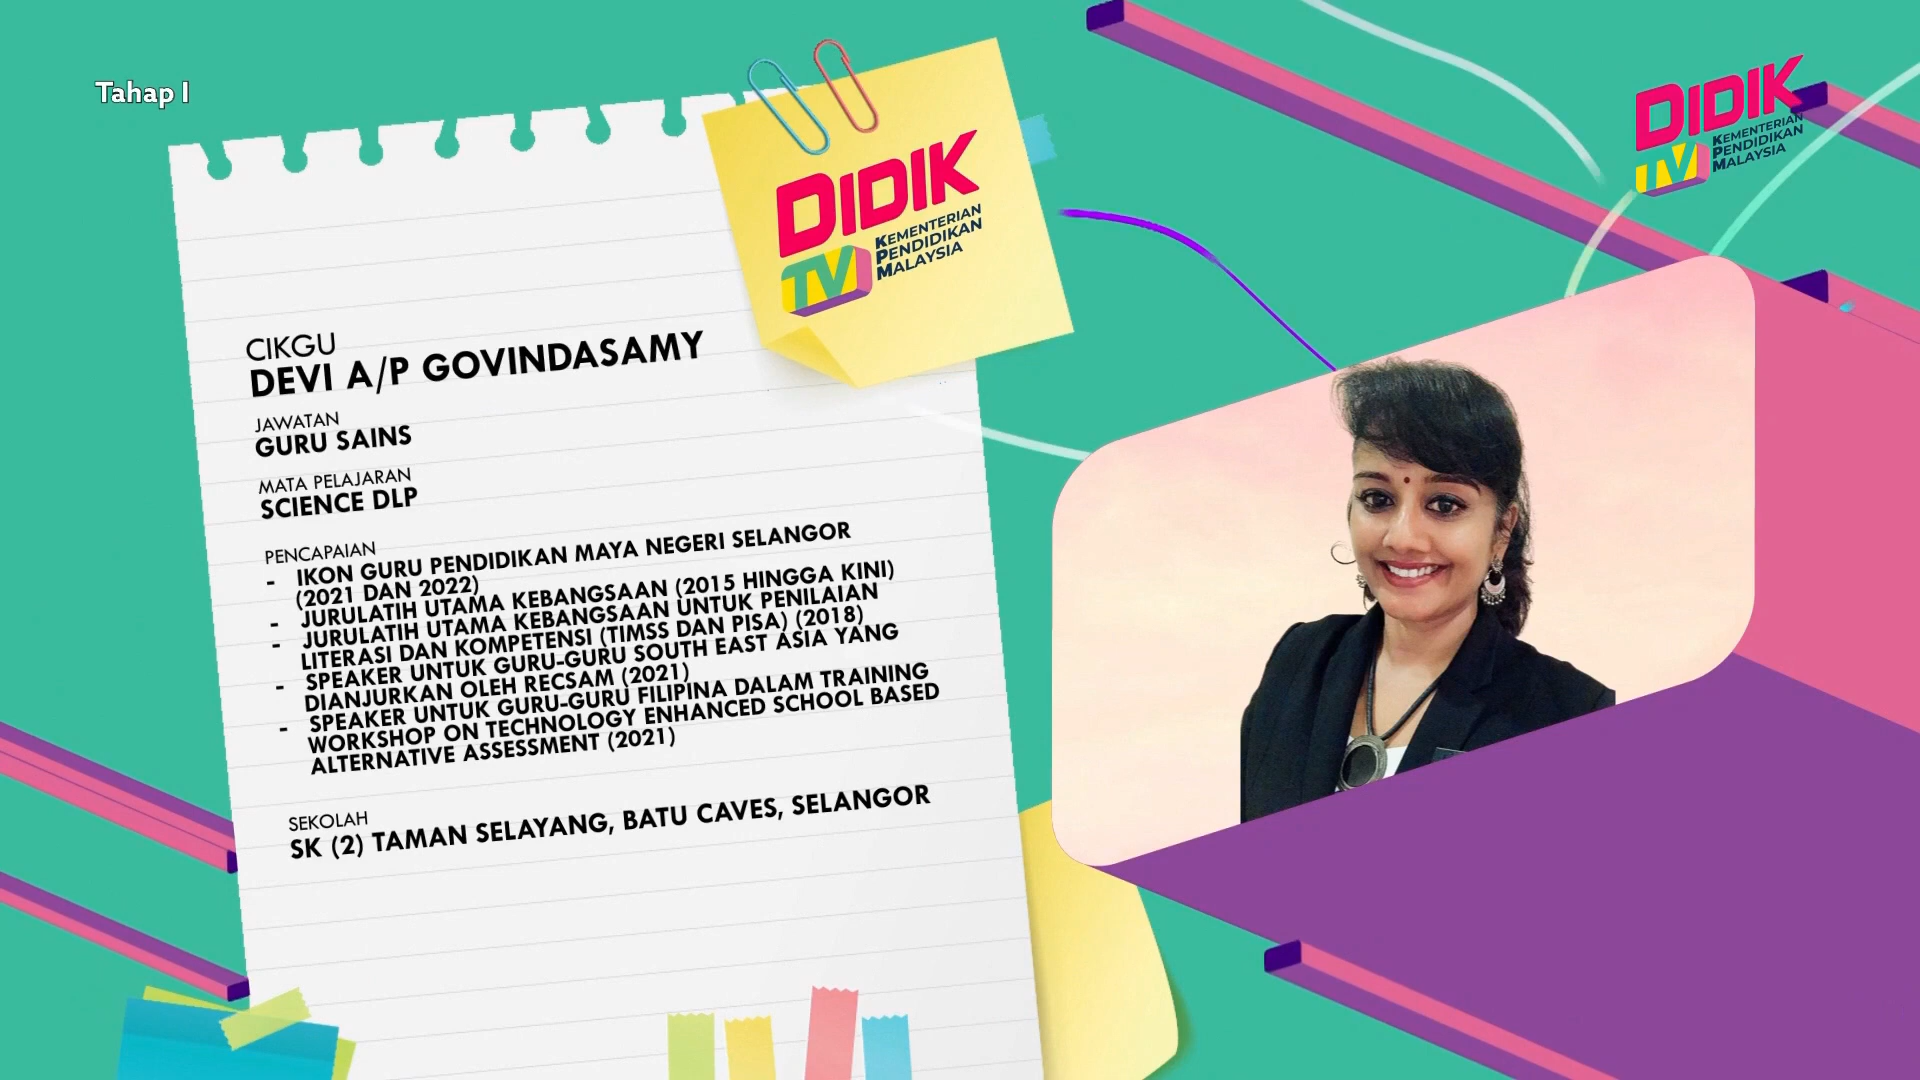 Tahap I
DIDIK
TV
KEMENTERIAN
PENDIDIKAN
MALAYSIA
DIDIK
TV
KEMENTERIAN
PENDIDIKAN
MALAYSIA
CIKGU
DEVI A/P GOVINDASAMY
JAWATAN
GURU SAINS
MATA PELAJARAN
SCIENCE DLP
PENCAPAIAN
- IKON GURU PENDIDIKAN MAYA NEGERI SELANGOR
(2021 DAN 2022)
- JURULATIH UTAMA KEBANGSAAN (2015 HINGGA KINI)
- JURULATIH UTAMA KEBANGSAAN UNTUK PENILAIAN
LITERASI DAN KOMPETENSI (TIMSS DAN PISA) (2018)
- SPEAKER UNTUK GURU-GURU SOUTH EAST ASIA YANG
DIANJURKAN OLEH RECSAM (2021)
- SPEAKER UNTUK GURU-GURU FILIPINA DALAM TRAINING
WORKSHOP ON TECHNOLOGY ENHANCED SCHOOL BASED
ALTERNATIVE ASSESSMENT (2021)
SEKOLAH
SK (2) TAMAN SELAYANG, BATU CAVES, SELANGOR